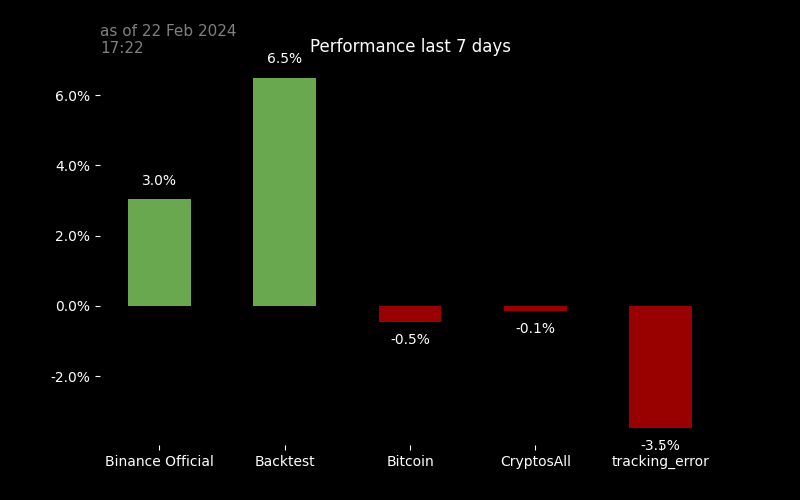 as of 22 Feb 2024
17:22
Performance last 7 days
6.5%
6.0%
3.0%
4.0%
2.0%
0.0%
-0.5%
-0.1%
-2.0%
-3.5%
Binance Official
Backtest
Bitcoin
CryptosAll
tracking_error